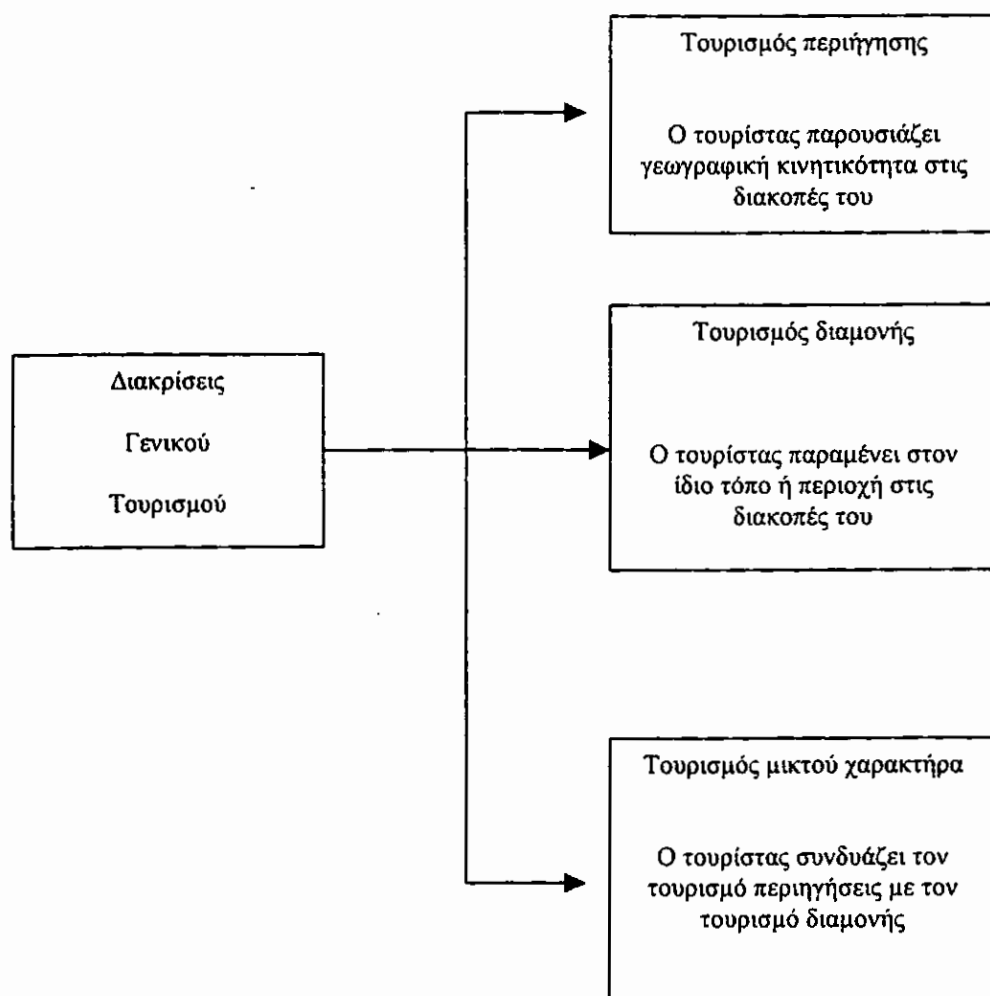 Τουρισμός περιήγησης
Ο τουρίστας παρουσιάζει
γεωγραφική κινητικότητα στις
διακοπές του
Διακρίσεις
Γενικού
Τουρισμού
Τουρισμός διαμονής
Ο τουρίστας παραμένει στον
ίδιο τόπο ή περιοχή στις
διακοπές του
Τουρισμός μικτού χαρακτήρα
Ο τουρίστας συνδυάζει τον
τουρισμό περιηγήσεις με τον
τουρισμό διαμονής